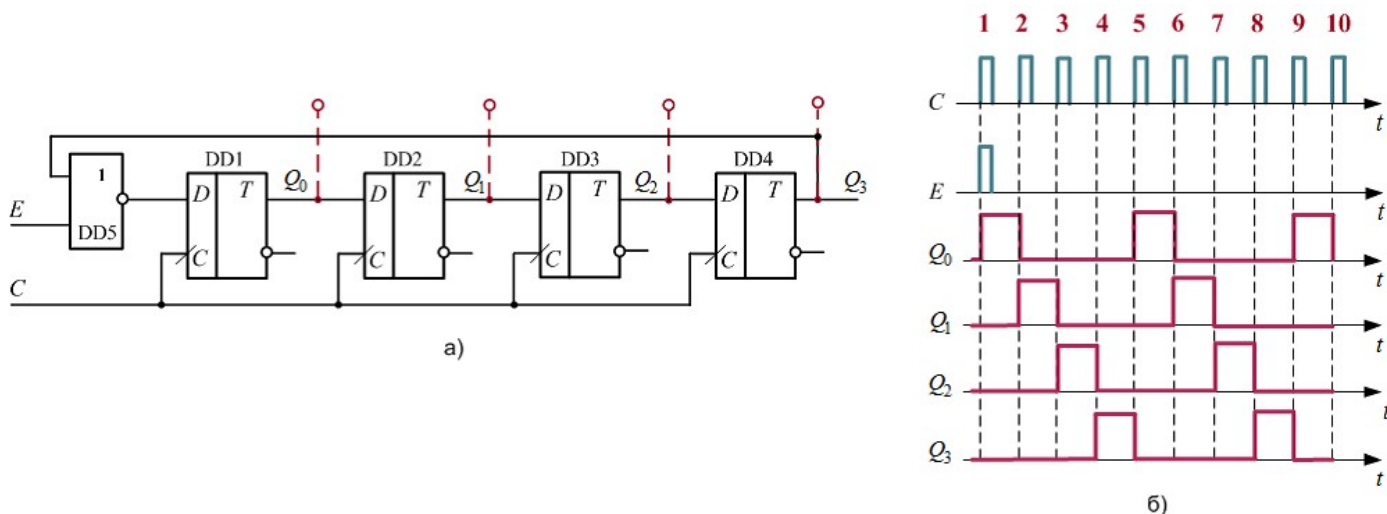 1 2 3 4 5 6 7 8 9 10
C t
E t
Q0 t
Q1 t
Q2 t
Q3 t
б)
DD1 DD2 DD3 DD4
1 D T Q0 D T Q1 D T Q2 D T Q3
E DD5 C C C C
C
а)